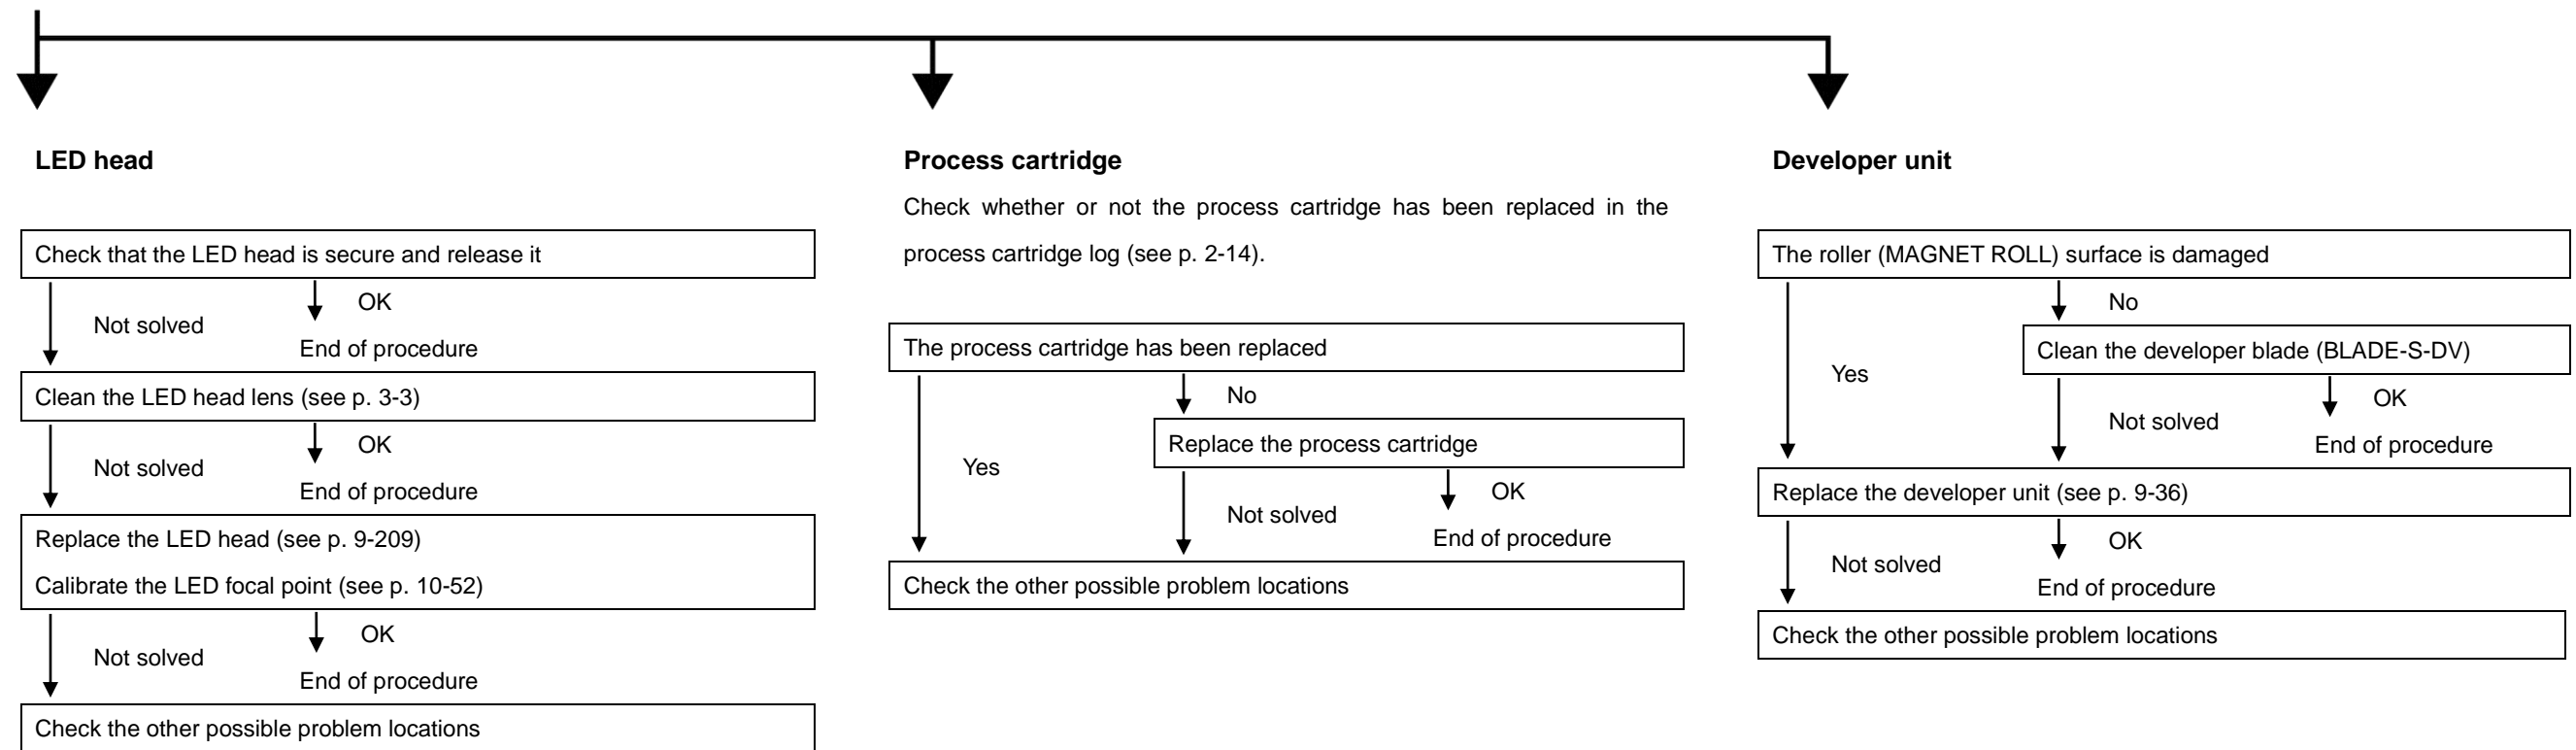 LED head
Check that the LED head is secure and release it
OK
Not solved
End of procedure
Clean the LED head lens (see p. 3-3)
OK
Not solved
End of procedure
Replace the LED head (see p. 9-209)
Calibrate the LED focal point (see p. 10-52)
OK
Not solved
End of procedure
Check the other possible problem locations
Process cartridge
Check whether or not the process cartridge has been replaced in the
process cartridge log (see p. 2-14).
The process cartridge has been replaced
No
Replace the process cartridge
Yes
OK
Not solved
End of procedure
Check the other possible problem locations
Developer unit
The roller (MAGNET ROLL) surface is damaged
No
Clean the developer blade (BLADE-S-DV)
Yes
OK
Not solved
End of procedure
Replace the developer unit (see p. 9-36)
OK
Not solved
End of procedure
Check the other possible problem locations